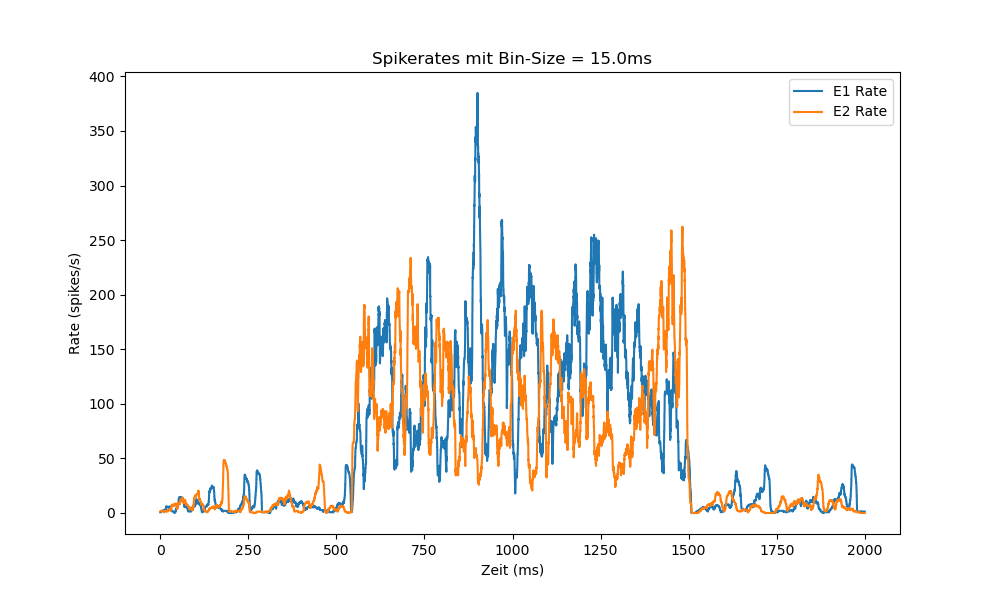 Spikerates mit Bin-Size = 15.0ms
400
350
300
250
200
150
100
50
0
Rate (spikes/s)
E1 Rate
E2 Rate
0 250 500 750 1000 1250 1500 1750 2000
Zeit (ms)